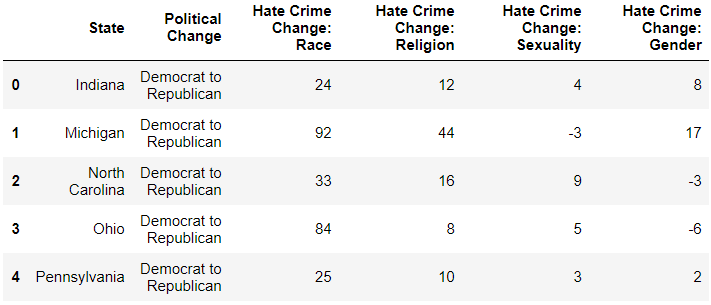 State Political Change Hate Crime Change: Race Hate Crime Change: Religion Hate Crime Change: Sexuality Hate Crime Change: Gender
0 Indiana Democrat to Republican 24 12 4 8
1 Michigan Democrat to Republican 92 44 -3 17
2 North Carolina Democrat to Republican 33 16 9 -3
3 Ohio Democrat to Republican 84 8 5 -6
4 Pennsylvania Democrat to Republican 25 10 3 2